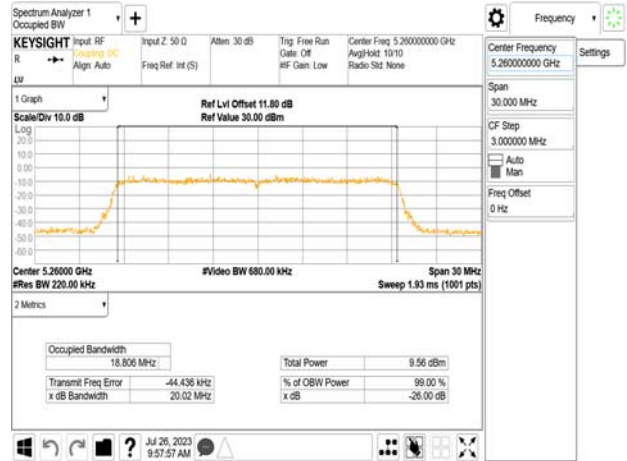 Spectrum Analyzer 1
Occupied BW
Frequency
KEYSIGHT
R
Input: RF
Coupling: DC
Align: Auto
Input Z: 50 Ω
Freq Ref: Int (S)
Atten: 30 dB
Trig: Free Run
Gate: Off
#IF Gain: Low
Center Freq: 5.260000000 GHz
Avg|Hold: 10/10
Radio Std: None
Center Frequency
5.260000000 GHz
Settings
Span
30.000 MHz
CF Step
3.000000 MHz
Auto
Man
Freq Offset
0 Hz
1 Graph
Scale/Div 10.0 dB
Ref Lvl Offset 11.80 dB
Ref Value 30.00 dBm
Log
20.0
10.0
0.00
-10.0
-20.0
-30.0
-40.0
-50.0
-60.0
Center 5.26000 GHz
#Res BW 220.00 kHz
#Video BW 680.00 kHz
Span 30 MHz
Sweep 1.93 ms (1001 pts)
2 Metrics
Occupied Bandwidth
18.806 MHz
Transmit Freq Error -44.436 kHz
x dB Bandwidth 20.02 MHz
Total Power 9.56 dBm
% of OBW Power 99.00 %
x dB -26.00 dB
?
Jul 26, 2023
9:57:57 AM